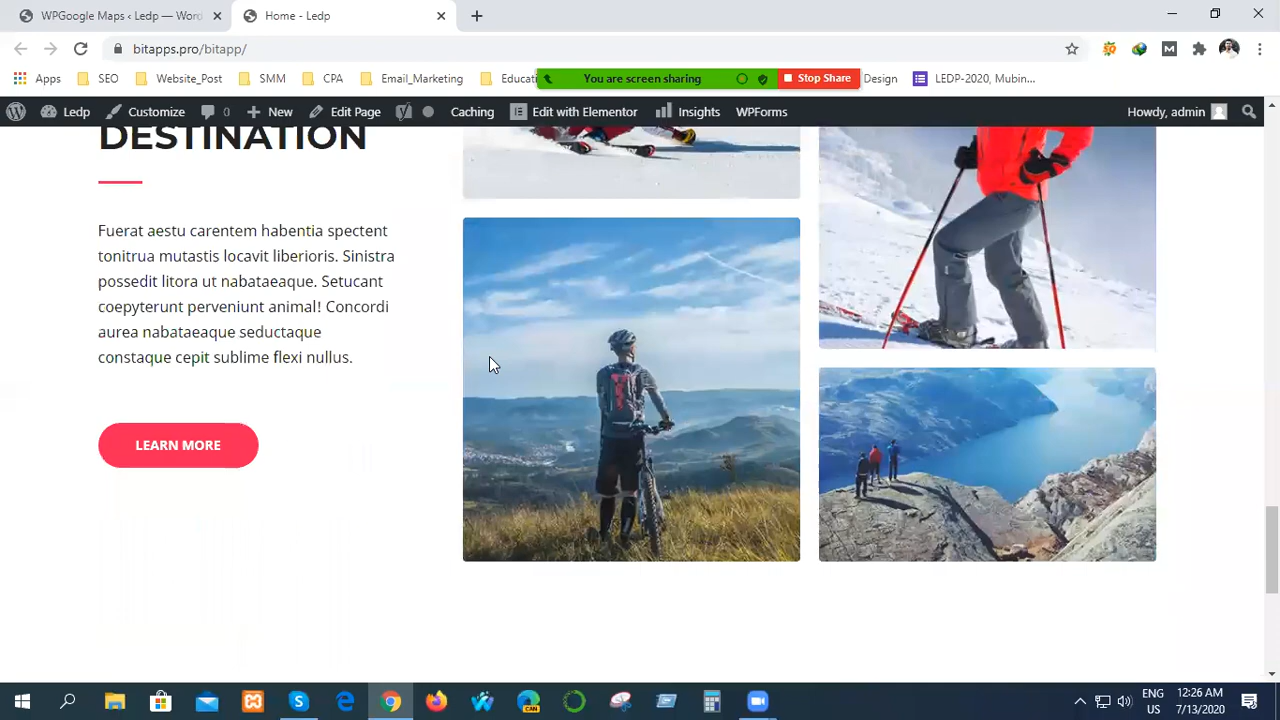 WPGoogle Maps ‹ Ledp — Word
Home - Ledp
bitapps.pro/bitapp/
Apps
SEO
Website_Post
SMM
CPA
Email_Marketing
Educati
You are screen sharing
Stop Share
Design
LEDP-2020, Mubin...
Ledp
Customize
0
New
Edit Page
Caching
Edit with Elementor
Insights
WPForms
Howdy, admin
DESTINATION
Fuerat aestu carentem habentia spectent
tonitrua mutastis locavit liberioris. Sinistra
possedit litora ut nabataeaque. Setucant
coepyterunt perveniunt animal! Concordi
aurea nabataeaque seductaque
constaque cepit sublime flexi nullus.
LEARN MORE
CAN
ENG
US
12:26 AM
7/13/2020